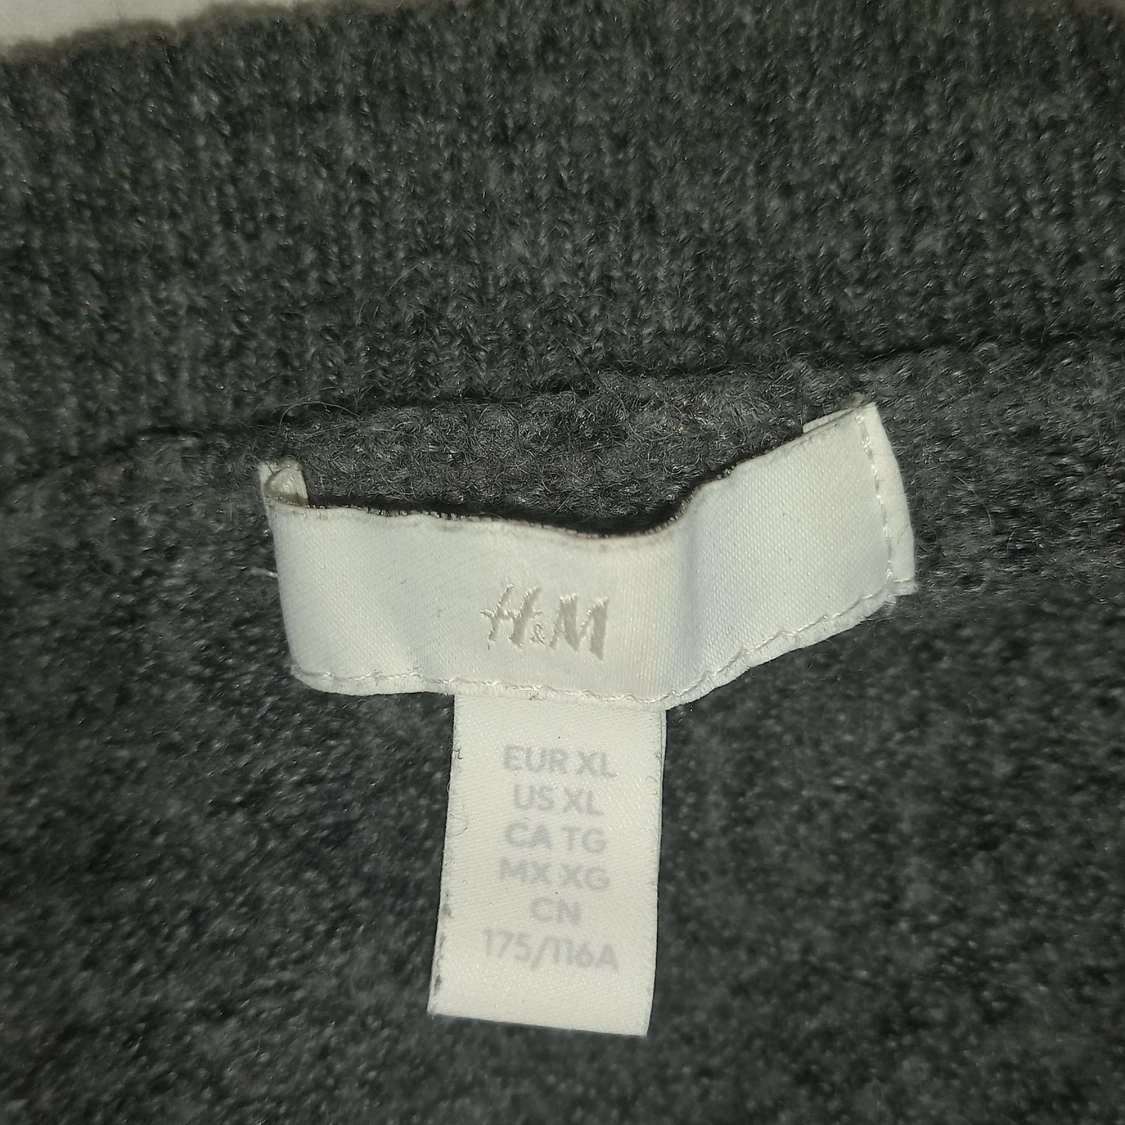 H&M
EUR XL
US XL
CA TG
MX XG
CN
175/116A